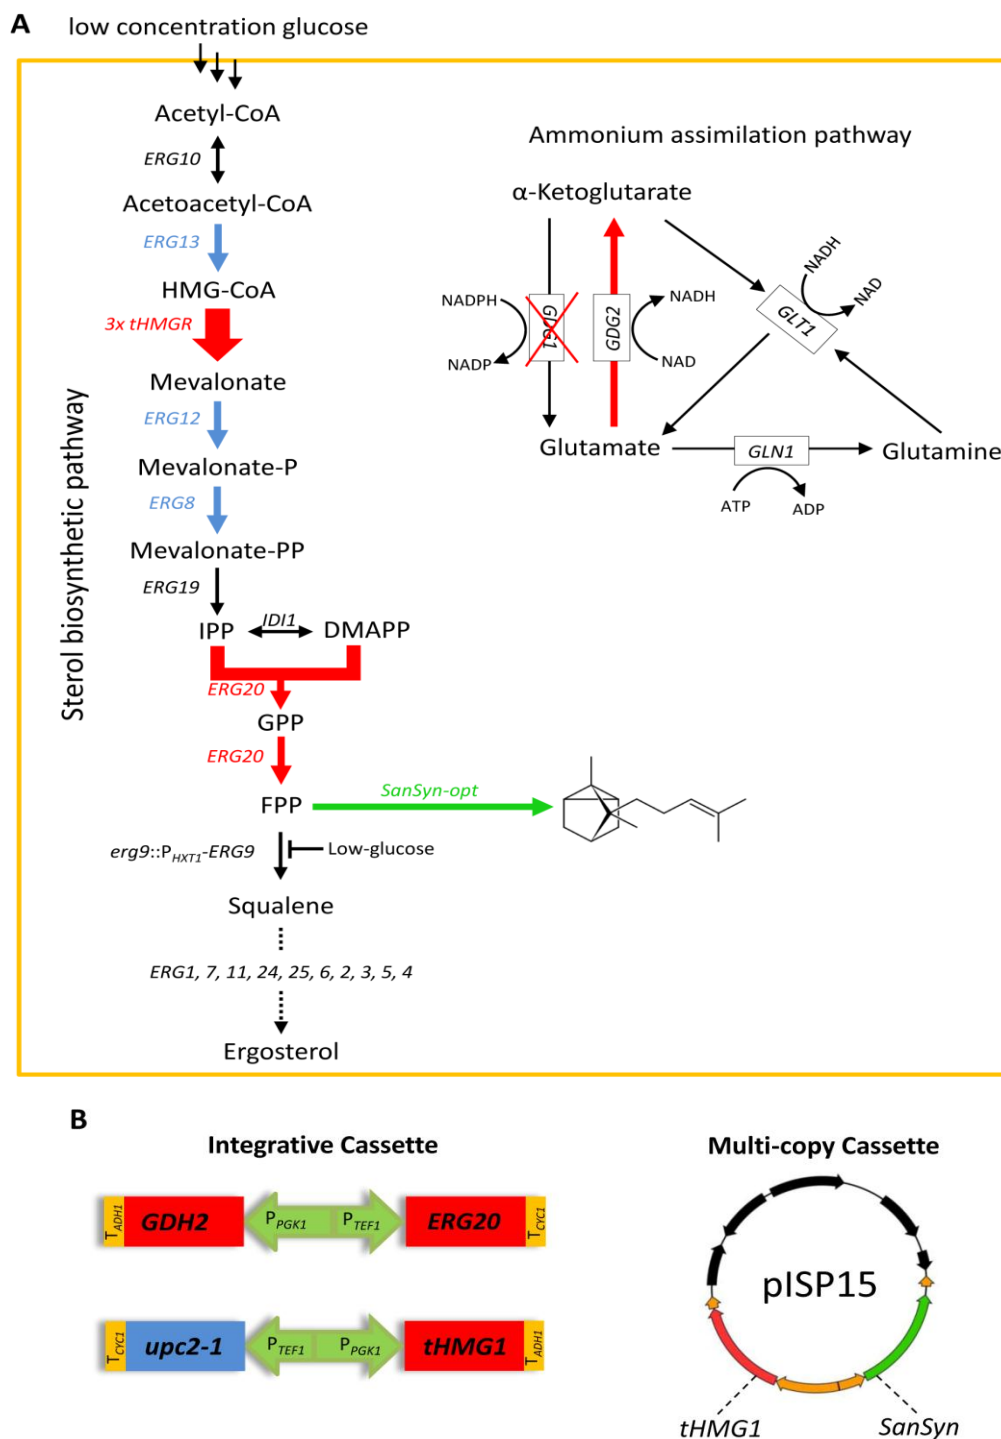 A
low concentration glucose
Acetyl-CoA
ERG10
Acetoacetyl-CoA
ERG13
HMG-CoA
3x tHMGR
Mevalonate
ERG12
Mevalonate-P
ERG8
Mevalonate-PP
ERG19
IPP
IDI1
DMAPP
ERG20
GPP
ERG20
FPP
SanSyn-opt
erg9::PHXT1-ERG9
Low-glucose
Squalene
ERG1, 7, 11, 24, 25, 6, 2, 3, 5, 4
Ergosterol
Sterol biosynthetic pathway
Ammonium assimilation pathway
α-Ketoglutarate
NADPH
NADP
GDG1
GDG2
NADH
NAD
GLT1
NADH
NAD
Glutamate
GLN1
Glutamine
ATP
ADP
B
Integrative Cassette
TADH1
GDH2
PPGK1
PTEF1
ERG20
TCYC1
TCYC1
upc2-1
PTEF1
PPGK1
tHMG1
TADH1
Multi-copy Cassette
pISP15
tHMG1
SanSyn